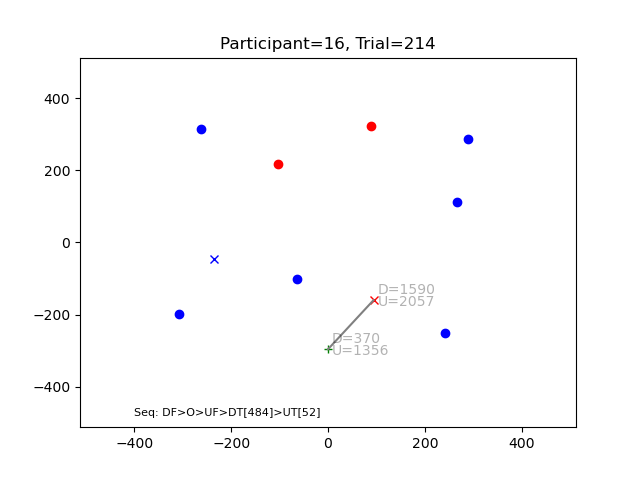 Participant=16, Trial=214
400
200
0
−200
−400
D=1590
U=2057
D=370
U=1356
Seq: DF>O>UF>DT[484]>UT[52]
−400
−200
0
200
400